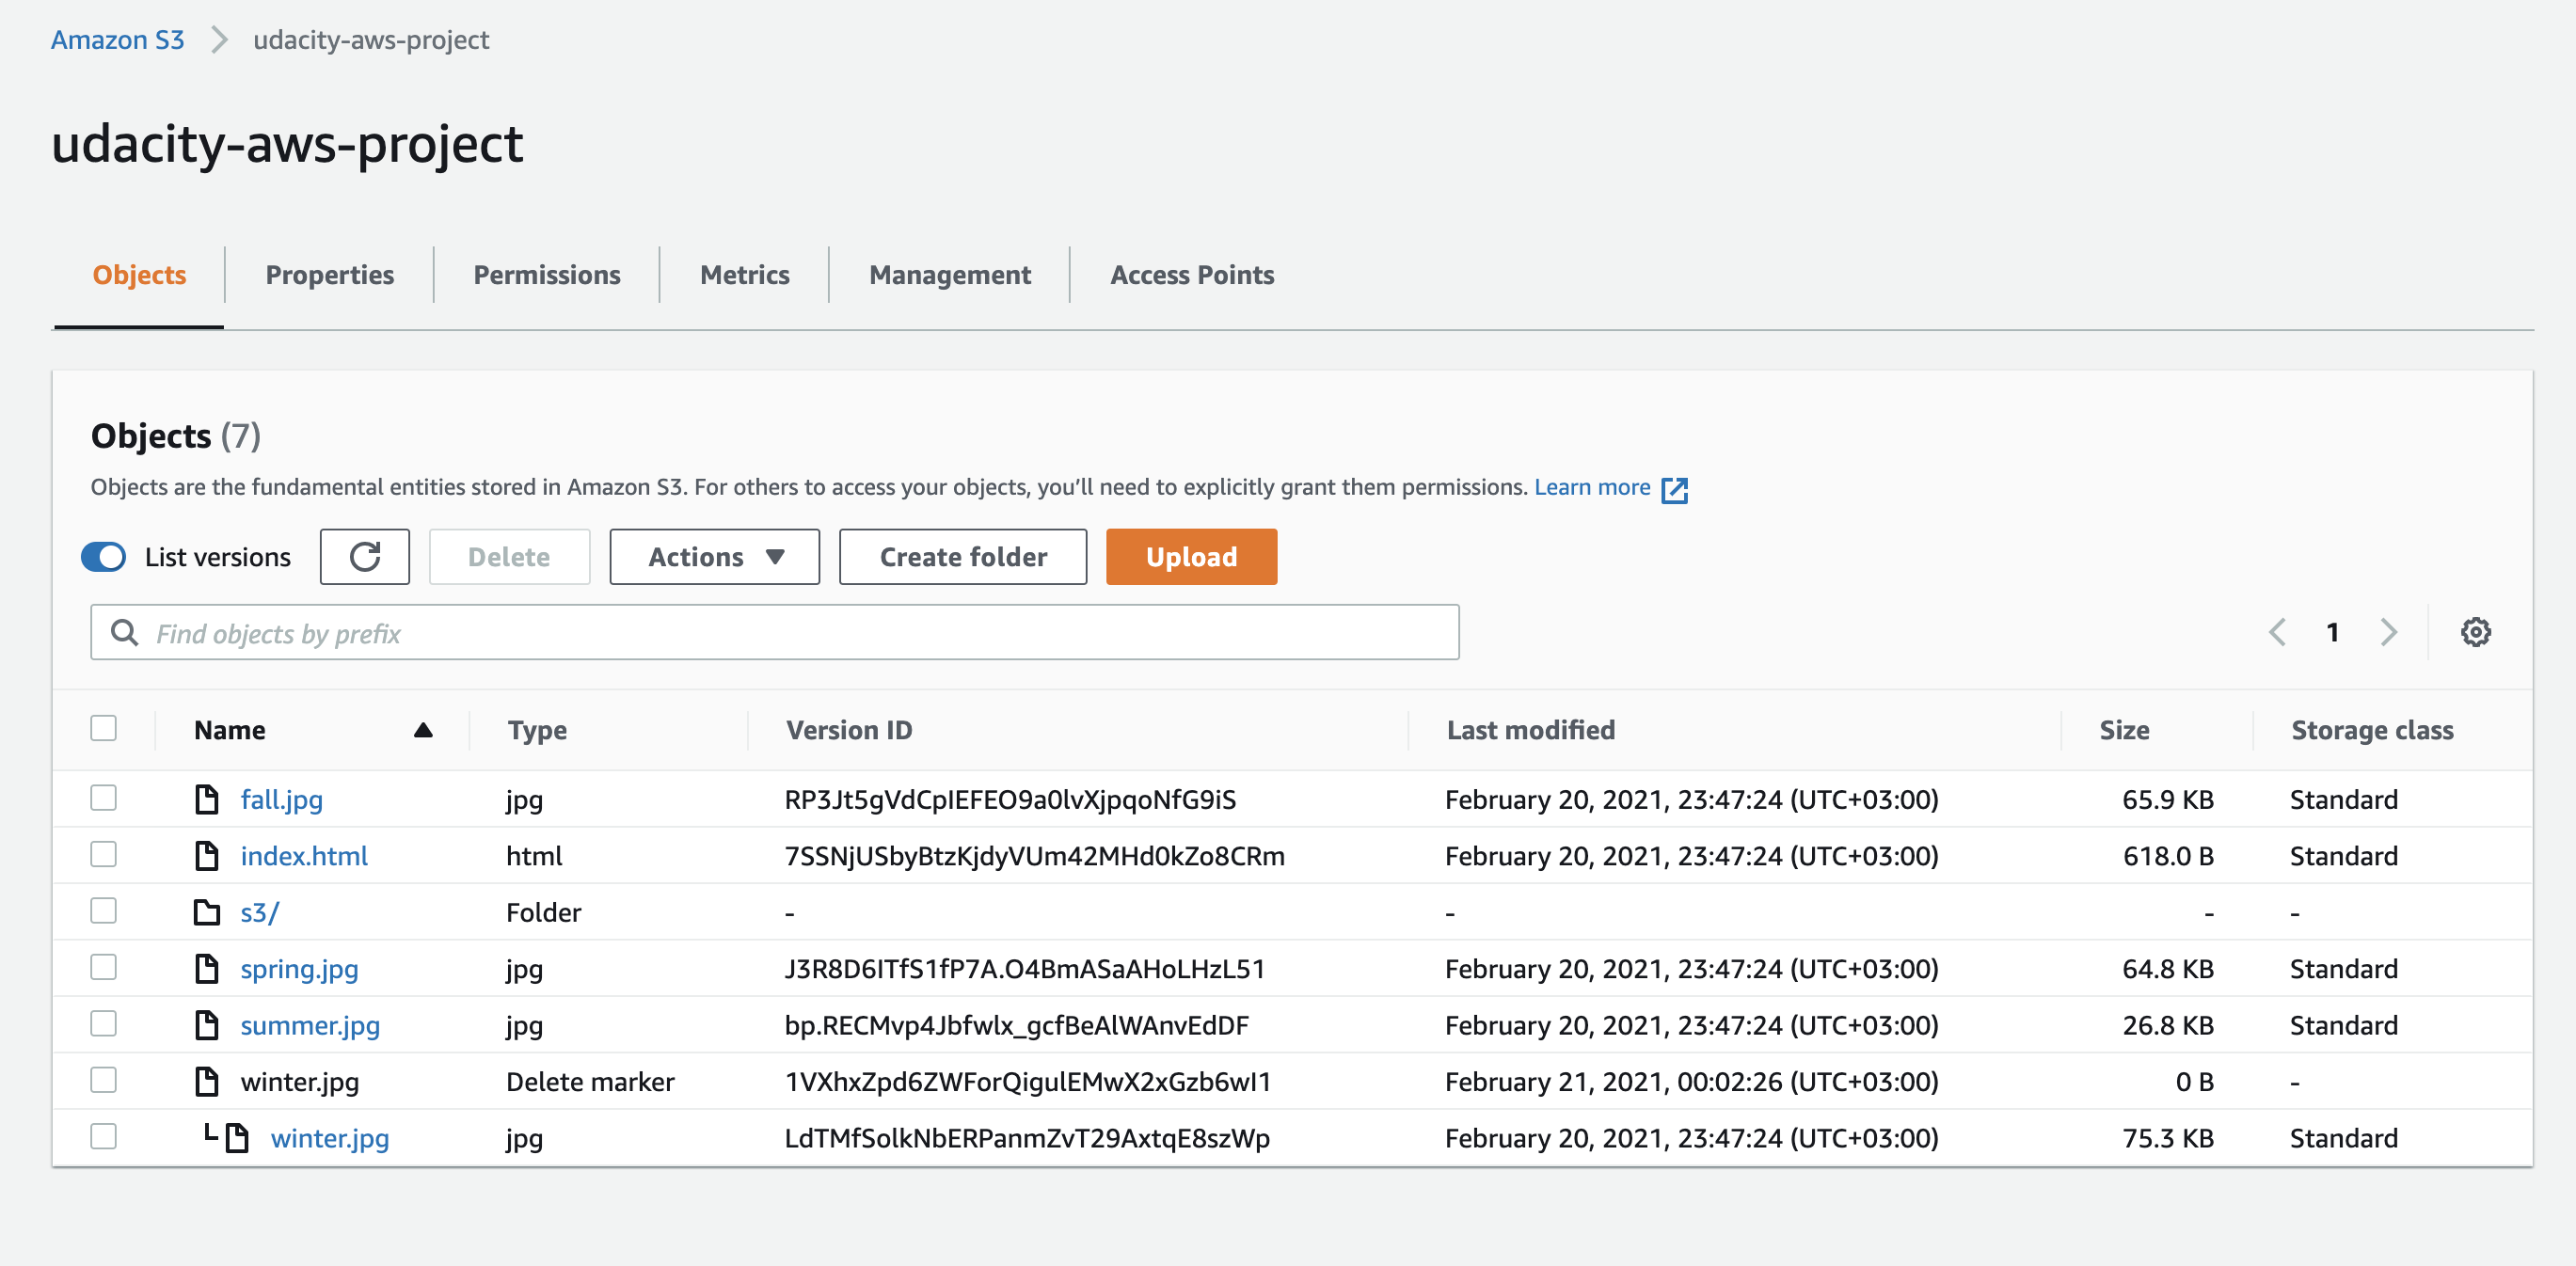 Amazon S3 > udacity-aws-project
udacity-aws-project
Objects Properties Permissions Metrics Management Access Points
Objects (7)
Objects are the fundamental entities stored in Amazon S3. For others to access your objects, you'll need to explicitly grant them permissions. Learn more
List versions Delete Actions Create folder Upload
Find objects by prefix 1
Name Type Version ID Last modified Size Storage class
fall.jpg jpg RP3Jt5gVdCpIEFEO9a0lvXjpqoNfG9iS February 20, 2021, 23:47:24 (UTC+03:00) 65.9 KB Standard
index.html html 7SSNjUSbyBtzKjdyVUm42MHd0kZo8CRm February 20, 2021, 23:47:24 (UTC+03:00) 618.0 B Standard
s3/ Folder - - - -
spring.jpg jpg J3R8D6ITfS1fP7A.O4BmASaAHoLHzL51 February 20, 2021, 23:47:24 (UTC+03:00) 64.8 KB Standard
summer.jpg jpg bp.RECMvp4Jbfwlx_gcfBeAlWAnvEdDF February 20, 2021, 23:47:24 (UTC+03:00) 26.8 KB Standard
winter.jpg Delete marker 1VXhxZpd6ZWForQigulEMwX2xGzb6wI1 February 21, 2021, 00:02:26 (UTC+03:00) 0 B -
winter.jpg jpg LdTMfSolkNbERPanmZvT29AxtqE8szWp February 20, 2021, 23:47:24 (UTC+03:00) 75.3 KB Standard